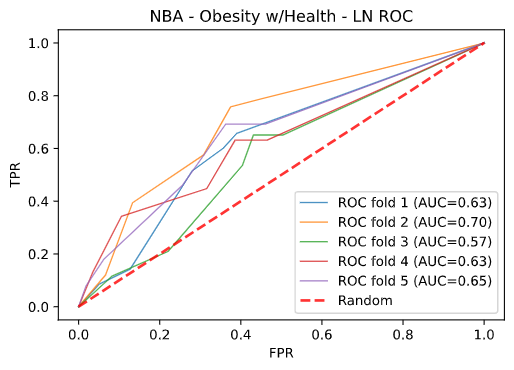 NBA - Obesity w/Health - LN ROC
1.0
0.8
0.6
0.4
0.2
0.0
TPR
0.0 0.2 0.4 0.6 0.8 1.0
FPR
ROC fold 1 (AUC=0.63)
ROC fold 2 (AUC=0.70)
ROC fold 3 (AUC=0.57)
ROC fold 4 (AUC=0.63)
ROC fold 5 (AUC=0.65)
Random